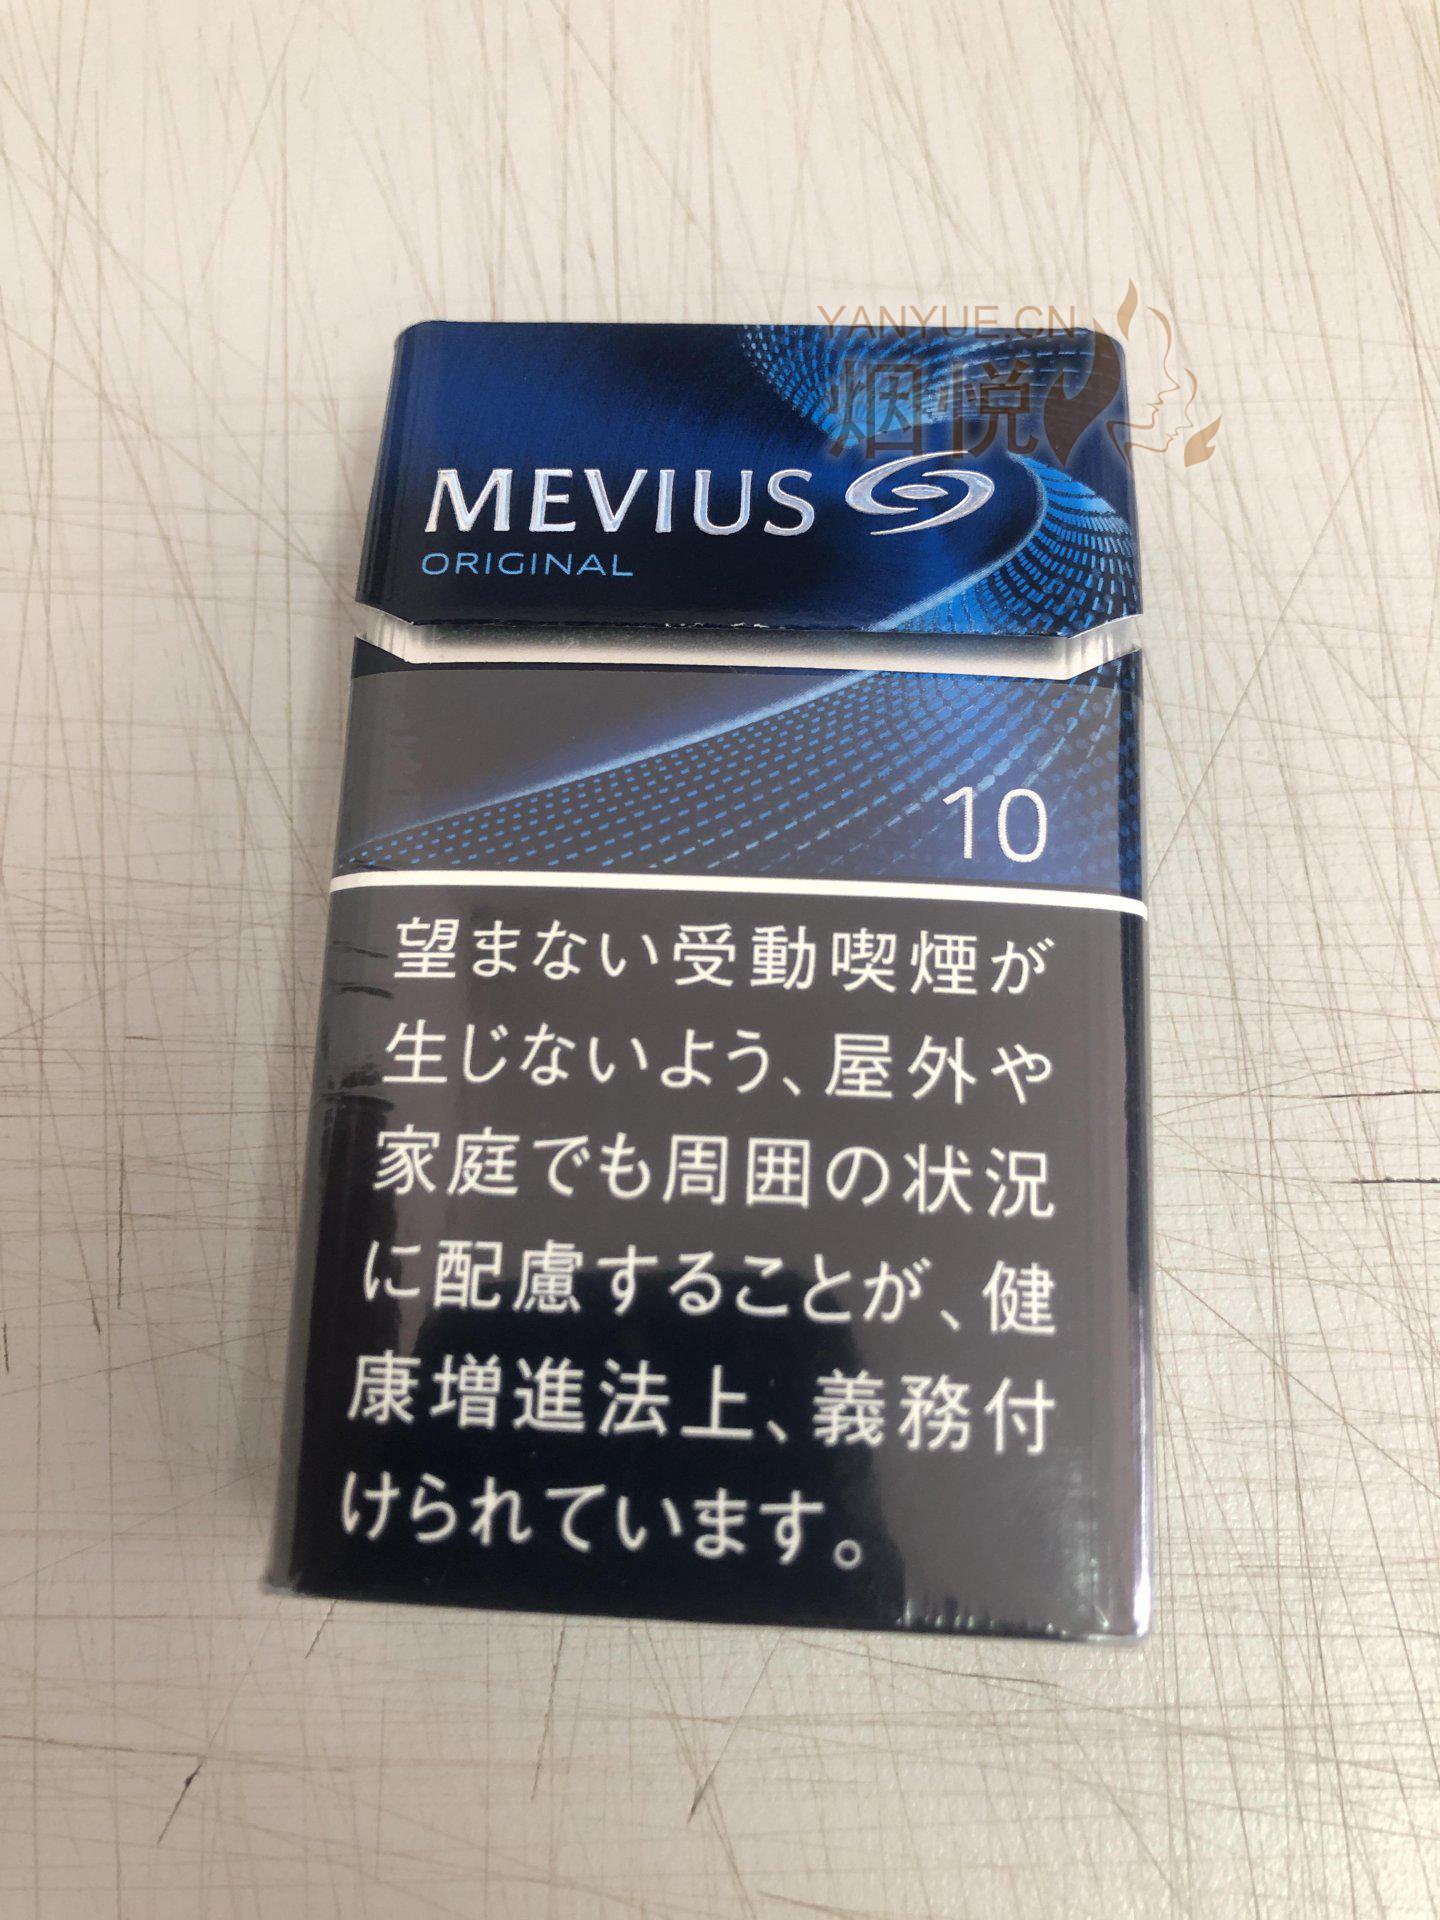 YANYUE.CN
烟悦
MEVIUS
ORIGINAL
10
望まない受動喫煙が
生じないよう、屋外や
家庭でも周囲の状況
に配慮することが、健
康増進法上、義務付
けられています。